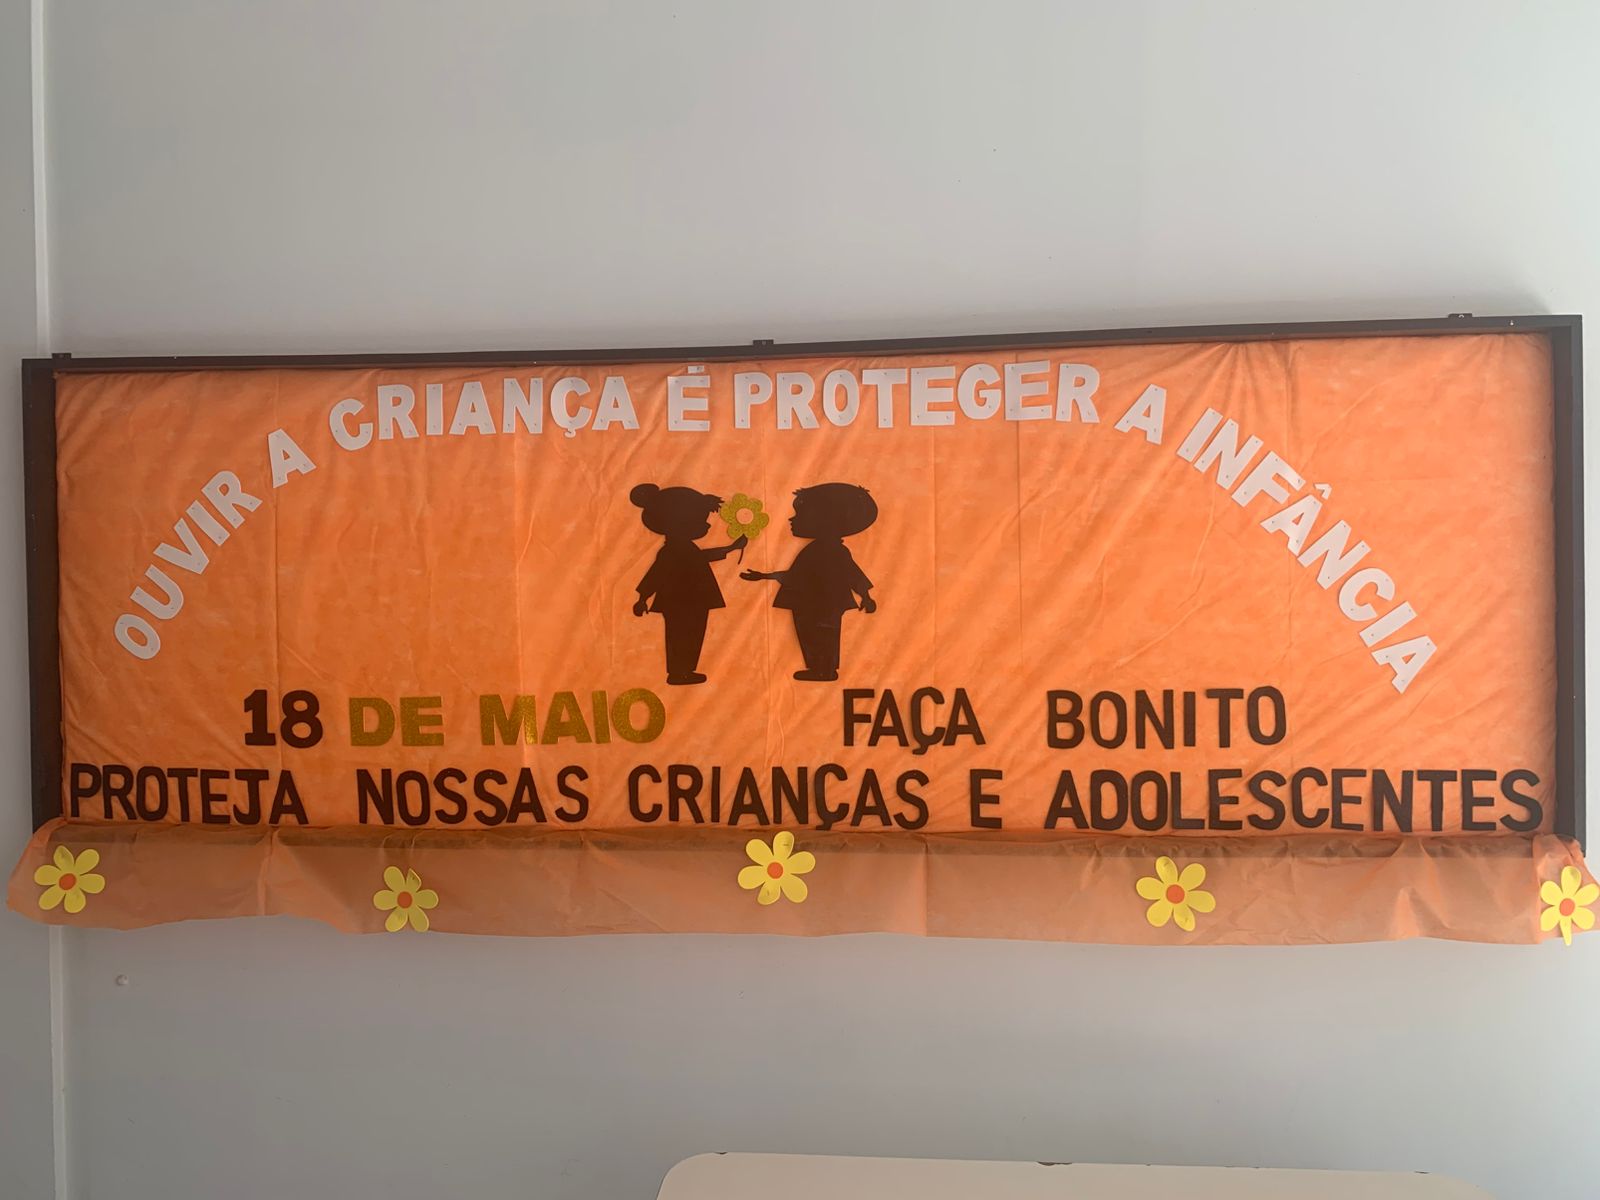 OUVIR A CRIANÇA É PROTEGER A INFÂNCIA
18 DE MAIO FAÇA BONITO
PROTEJA NOSSAS CRIANÇAS E ADOLESCENTES